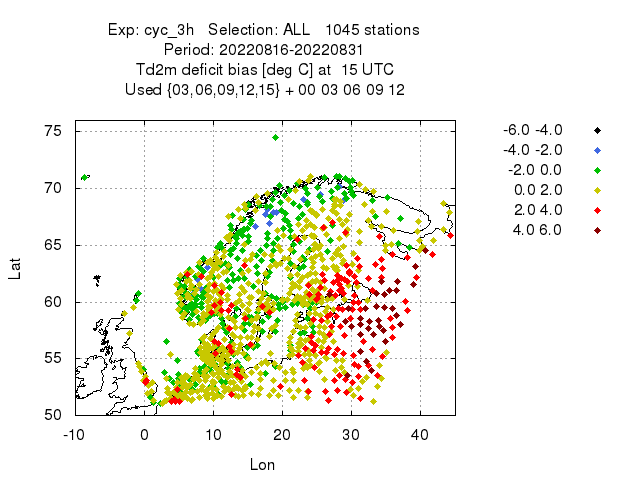 Exp: cyc_3h Selection: ALL 1045 stations
Period: 20220816-20220831
Td2m deficit bias [deg C] at 15 UTC
Used {03,06,09,12,15} + 00 03 06 09 12
-6.0 -4.0
-4.0 -2.0
-2.0 0.0
0.0 2.0
2.0 4.0
4.0 6.0
75
70
65
60
55
50
Lat
-10 0 10 20 30 40
Lon